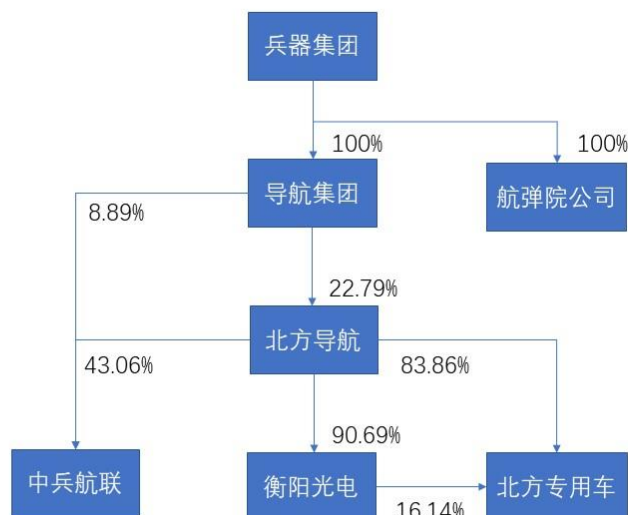 兵器集团
100%
100%
导航集团
航弹院公司
8.89%
22.79%
北方导航
43.06%
83.86%
90.69%
中兵航联
衡阳光电
北方专用车
16.14%